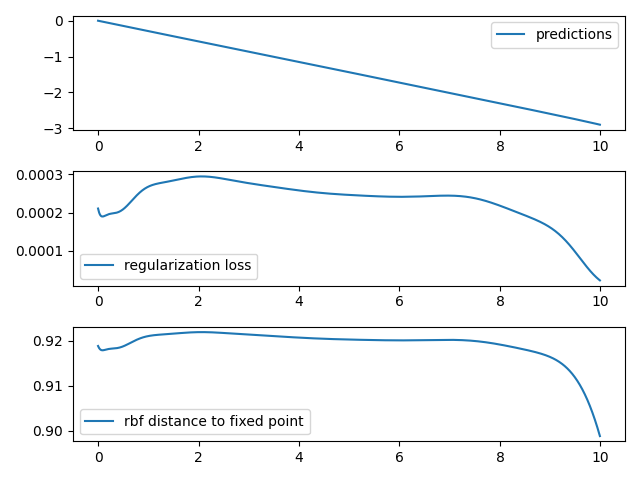 0
−1
−2
−3
predictions
0 2 4 6 8 10
0.0003
0.0002
0.0001
regularization loss
0 2 4 6 8 10
0.92
0.91
0.90
rbf distance to fixed point
0 2 4 6 8 10